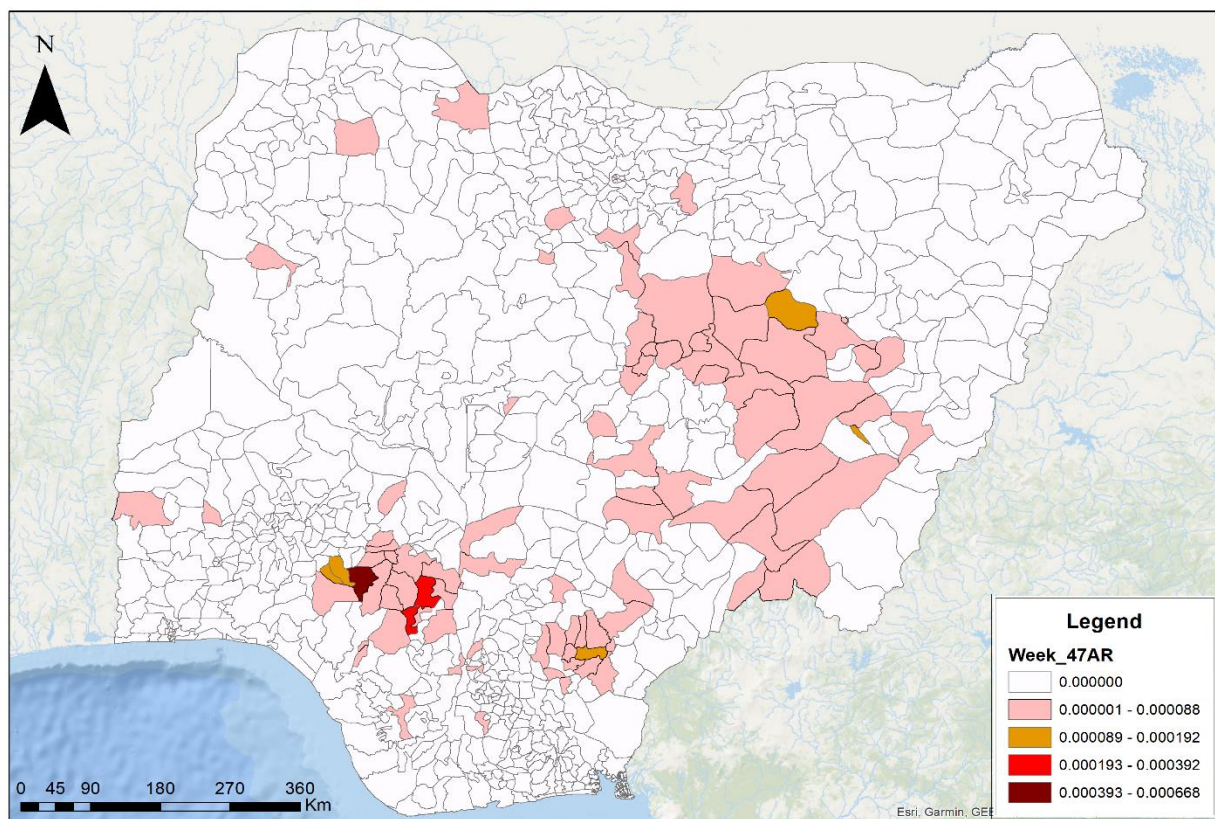 N
Legend
Week_47AR
0.000000
0.000001 - 0.000088
0.000089 - 0.000192
0.000193 - 0.000392
0.000393 - 0.000668
0 45 90 180 270 360
Km
Esri, Garmin, GEB